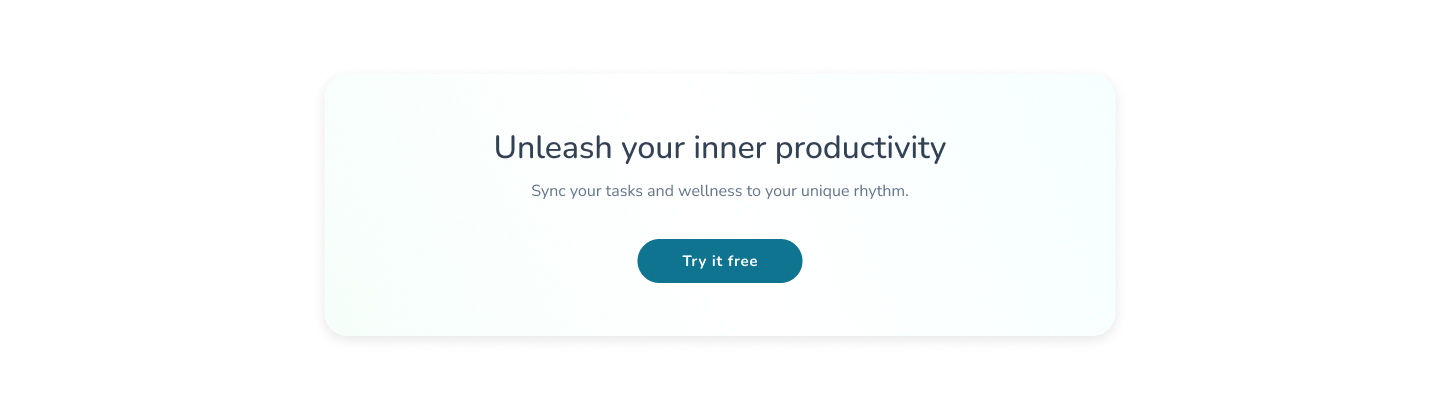 Unleash your inner productivity
Sync your tasks and wellness to your unique rhythm.
Try it free